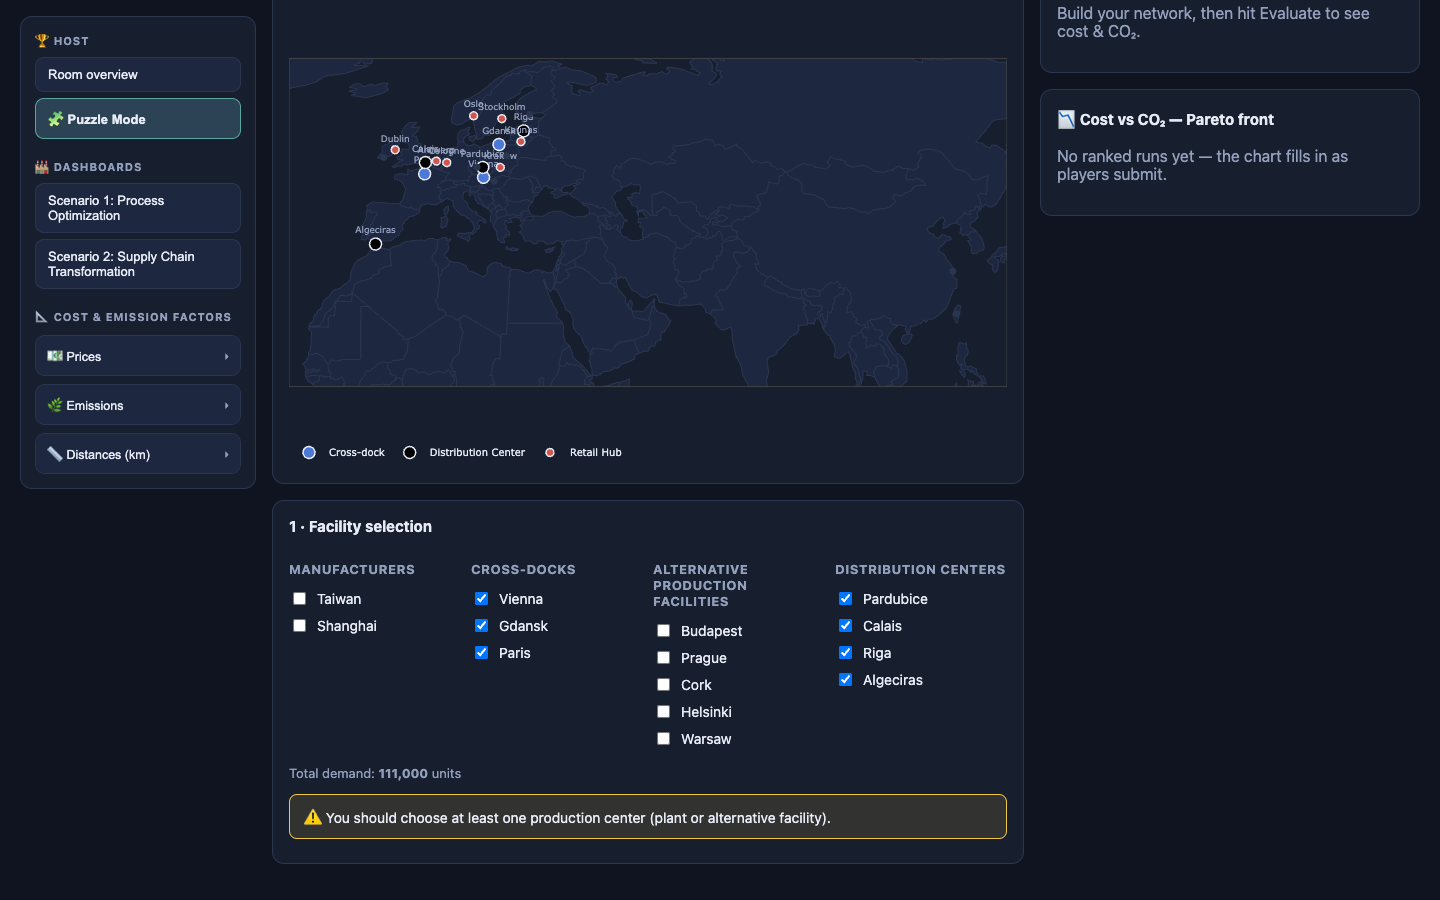 HOST
Room overview
Puzzle Mode
DASHBOARDS
Scenario 1: Process
Optimization
Scenario 2: Supply Chain
Transformation
COST & EMISSION FACTORS
Prices
Emissions
Distances (km)
Oslo
Stockholm
Riga
Gdansk
Kaunas
Dublin
Cologne
Pardubice
Algeciras
Cross-dock
Distribution Center
Retail Hub
1 · Facility selection
MANUFACTURERS
Taiwan
Shanghai
CROSS-DOCKS
Vienna
Gdansk
Paris
ALTERNATIVE
PRODUCTION
FACILITIES
Budapest
Prague
Cork
Helsinki
Warsaw
DISTRIBUTION CENTERS
Pardubice
Calais
Riga
Algeciras
Total demand: 111,000 units
You should choose at least one production center (plant or alternative facility).
Build your network, then hit Evaluate to see
cost & CO₂.
Cost vs CO₂ — Pareto front
No ranked runs yet — the chart fills in as
players submit.